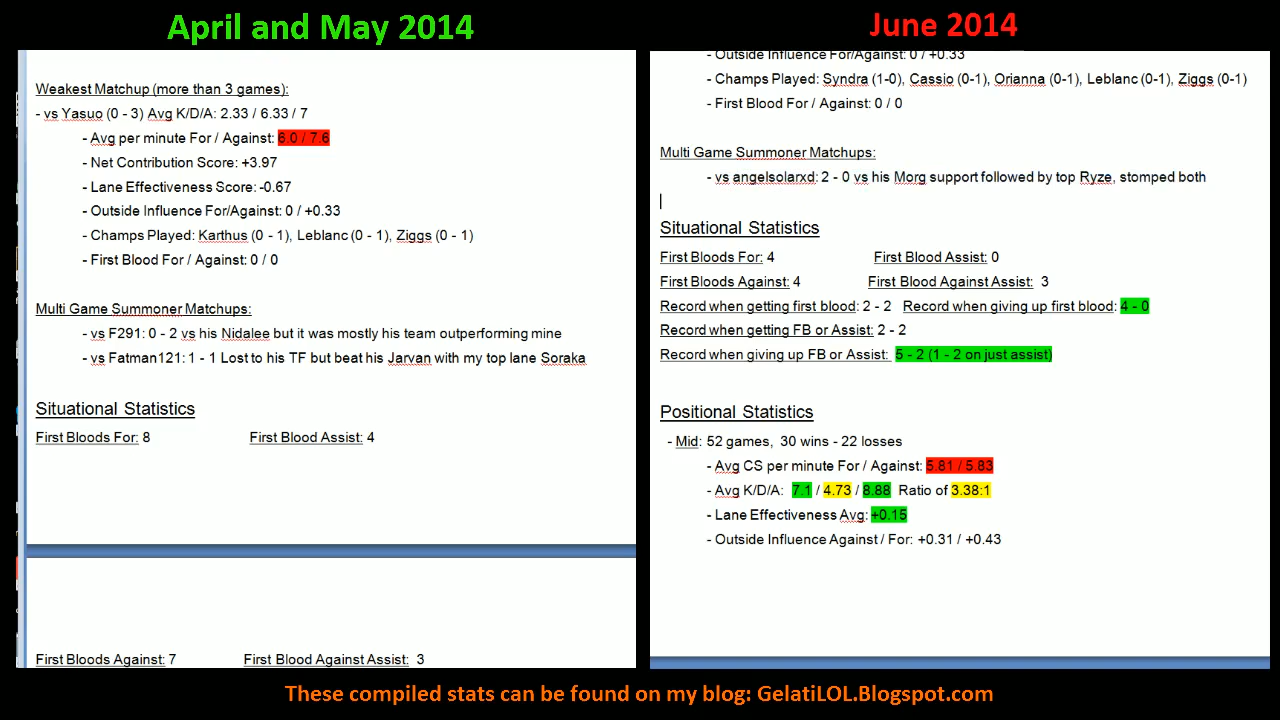 April and May 2014
Weakest Matchup (more than 3 games):
- vs Yasuo (0 - 3) Avg K/D/A: 2.33 / 6.33 / 7
- Avg per minute For / Against: 6.0 / 7.6
- Net Contribution Score: +3.97
- Lane Effectiveness Score: -0.67
- Outside Influence For/Against: 0 / +0.33
- Champs Played: Karthus (0 - 1), Leblanc (0 - 1), Ziggs (0 - 1)
- First Blood For / Against: 0 / 0
Multi Game Summoner Matchups:
- vs F291: 0 - 2 vs his Nidalee but it was mostly his team outperforming mine
- vs Fatman121: 1 - 1 Lost to his TF but beat his Jarvan with my top lane Soraka
Situational Statistics
First Bloods For: 8 First Blood Assist: 4
First Bloods Against: 7 First Blood Against Assist: 3
June 2014
- Outside Influence For/Against: 0 / +0.33
- Champs Played: Syndra (1-0), Cassio (0-1), Orianna (0-1), Leblanc (0-1), Ziggs (0-1)
- First Blood For / Against: 0 / 0
Multi Game Summoner Matchups:
- vs angelsolarxd: 2 - 0 vs his Morg support followed by top Ryze, stomped both
Situational Statistics
First Bloods For: 4 First Blood Assist: 0
First Bloods Against: 4 First Blood Against Assist: 3
Record when getting first blood: 2 - 2 Record when giving up first blood: 4 - 0
Record when getting FB or Assist: 2 - 2
Record when giving up FB or Assist: 5 - 2 (1 - 2 on just assist)
Positional Statistics
- Mid: 52 games, 30 wins - 22 losses
- Avg CS per minute For / Against: 5.81 / 5.83
- Avg K/D/A: 7.1 / 4.73 / 8.88 Ratio of 3.38:1
- Lane Effectiveness Avg: +0.15
- Outside Influence Against / For: +0.31 / +0.43
These compiled stats can be found on my blog: GelatiLOL.Blogspot.com